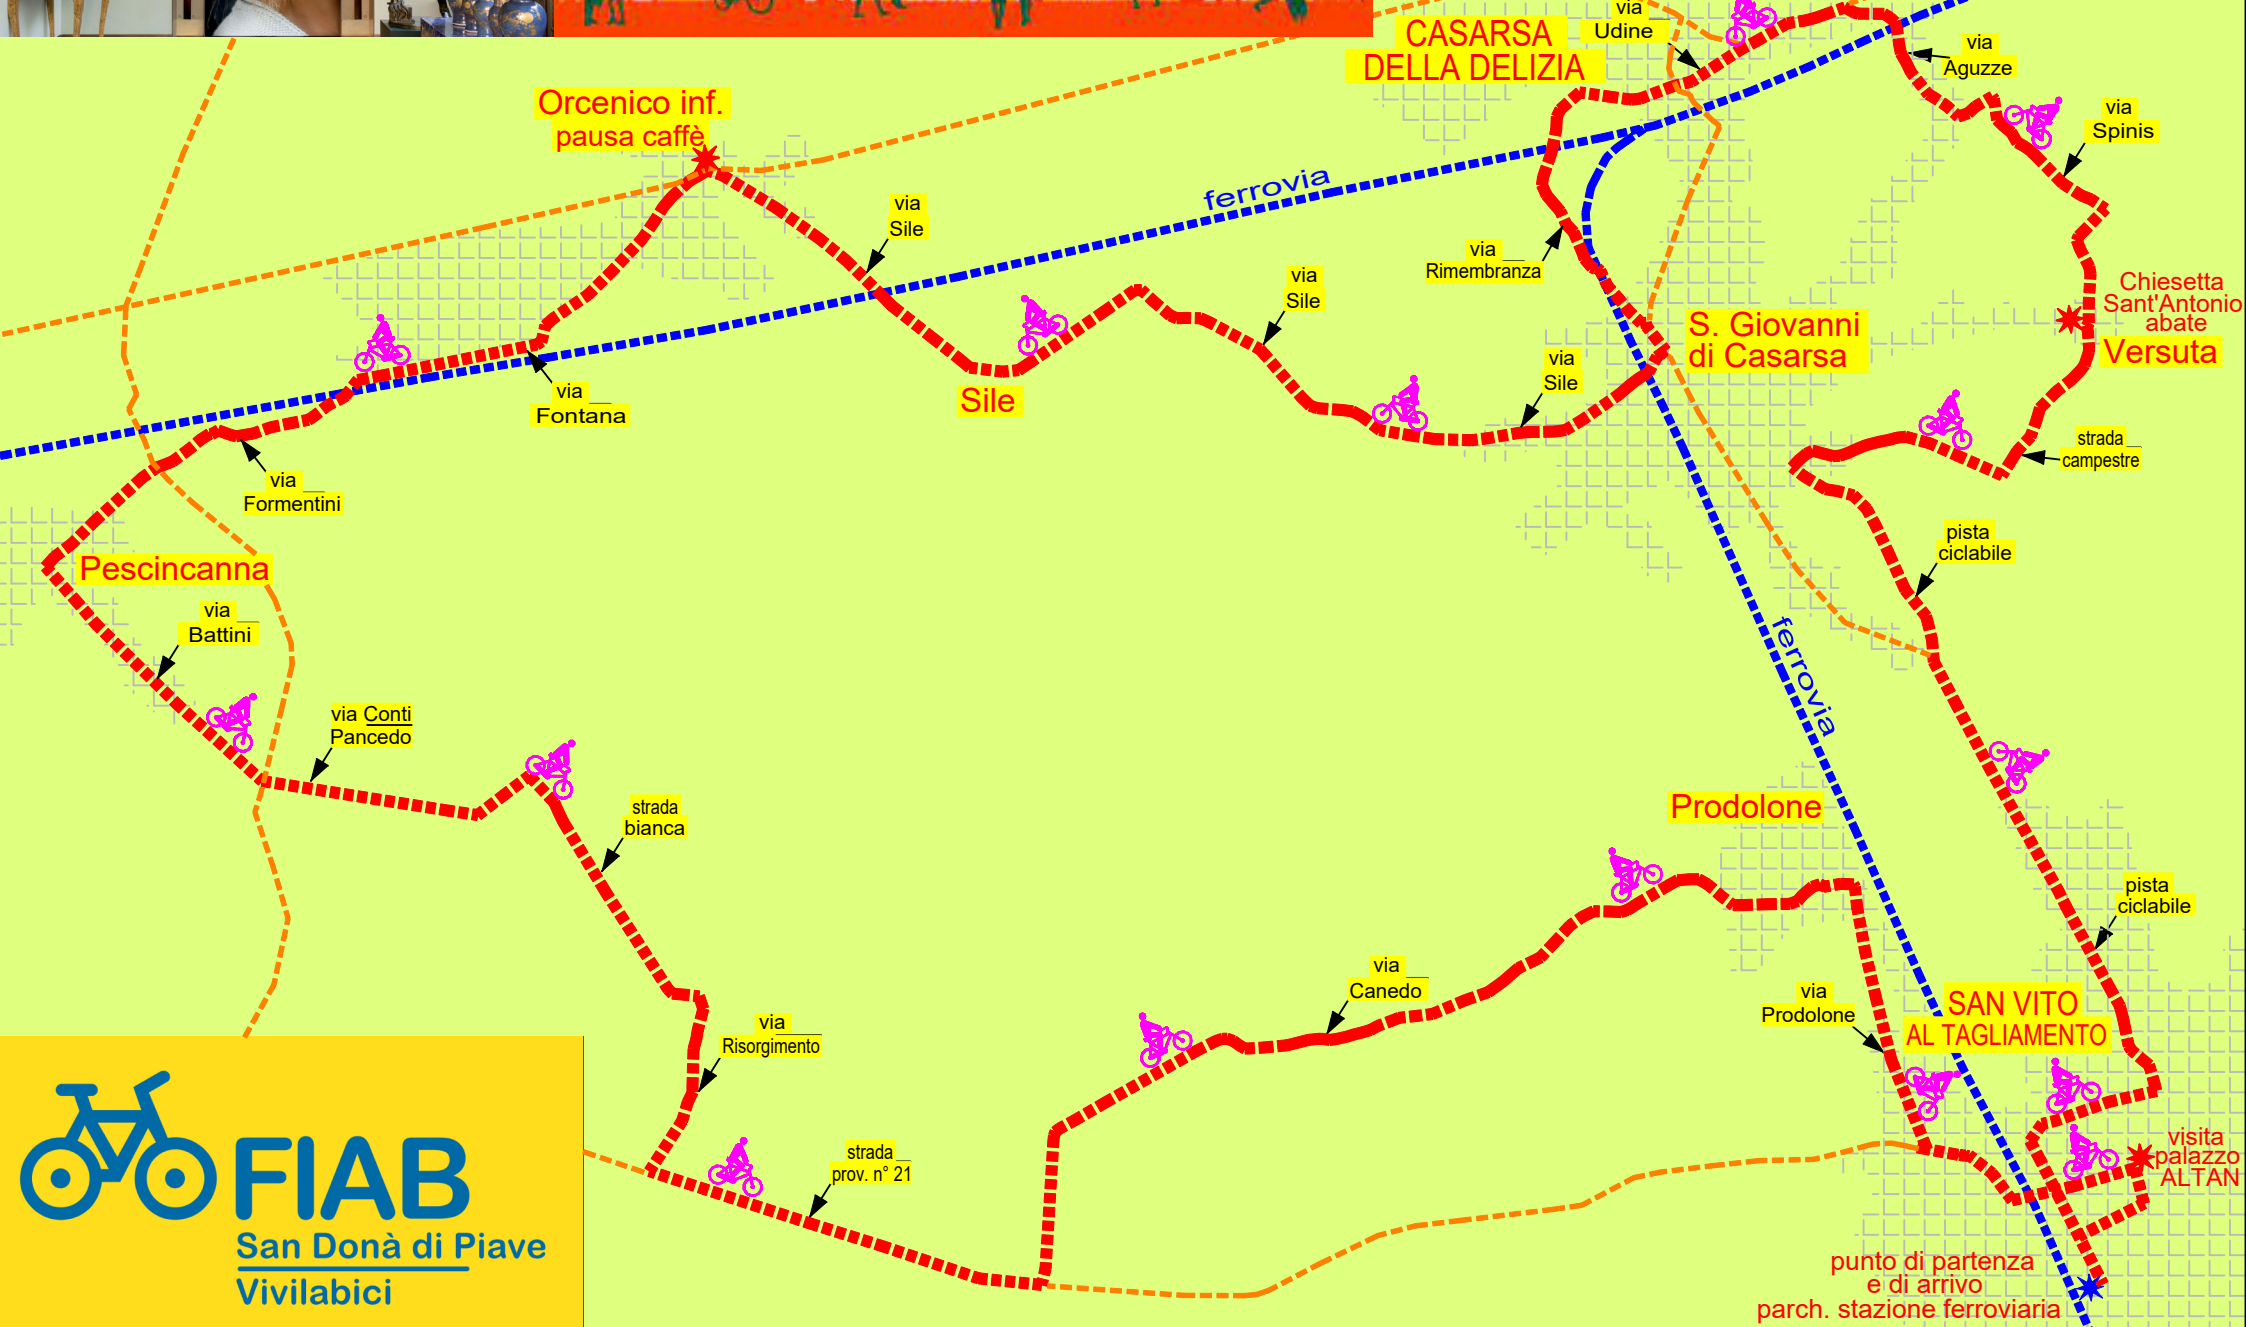 via
Udine
CASARSA
DELLA DELIZIA
via
Aguzze
Orcenico inf.
pausa caffè
via
Spinis
ferrovia
via
Sile
via
Rimembranza
via
Sile
Chiesetta
Sant'Antonio
abate
Versuta
S. Giovanni
di Casarsa
via
Sile
via
Fontana
Sile
strada
campestre
via
Formentini
pista
ciclabile
Pescincanna
via
Battini
ferrovia
via Conti
Pancedo
strada
bianca
Prodolone
pista
ciclabile
via
Canedo
via
Prodolone
SAN VITO
AL TAGLIAMENTO
via
Risorgimento
strada
prov. n° 21
visita
palazzo
ALTAN
FIAB
San Donà di Piave
Vivilabici
punto di partenza
e di arrivo
parch. stazione ferroviaria